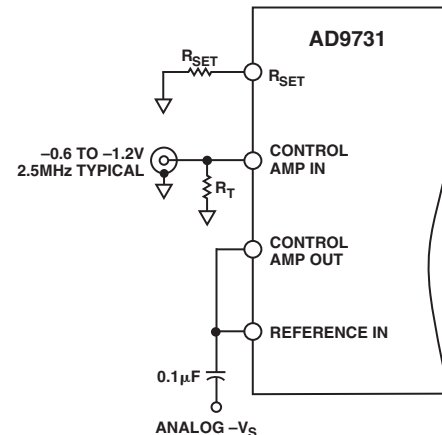 AD9731
RSET
RSET
–0.6 TO –1.2V
2.5MHz TYPICAL
CONTROL
AMP IN
RT
CONTROL
AMP OUT
REFERENCE IN
0.1µF
ANALOG –VS